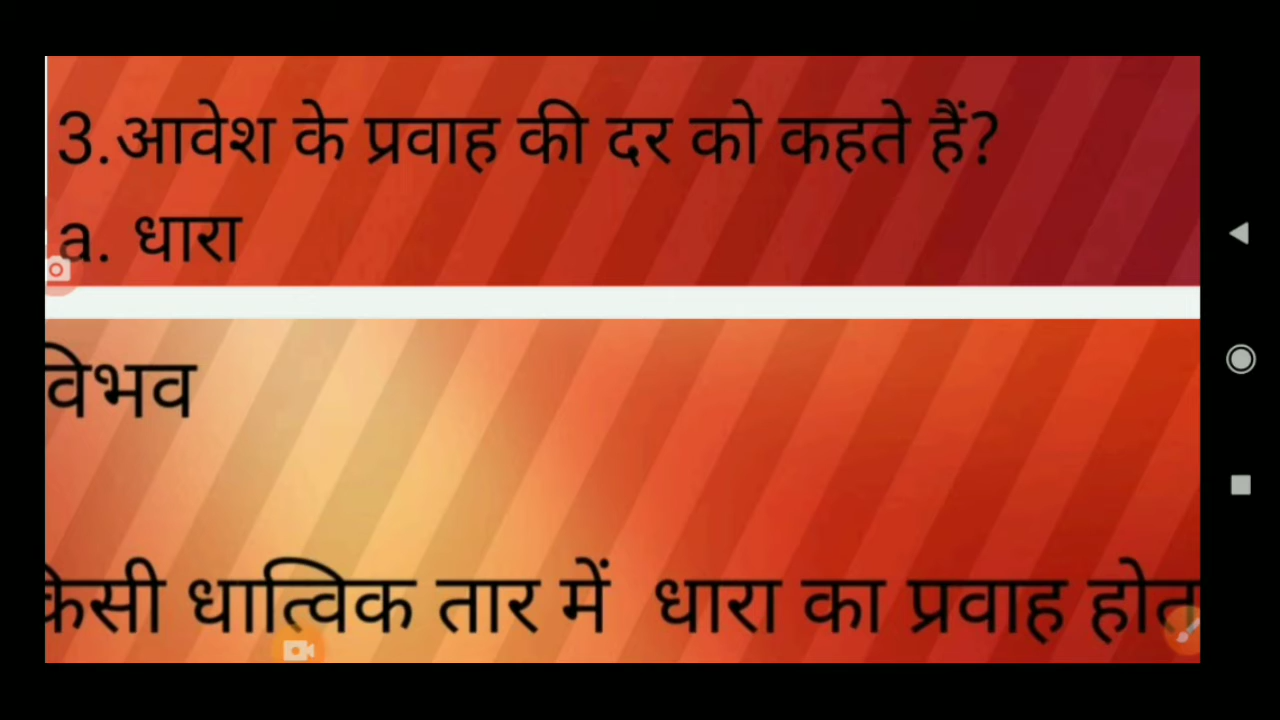 3.आवेश के प्रवाह की दर को कहते हैं?
a. धारा
विभव
किसी धात्विक तार में धारा का प्रवाह होत